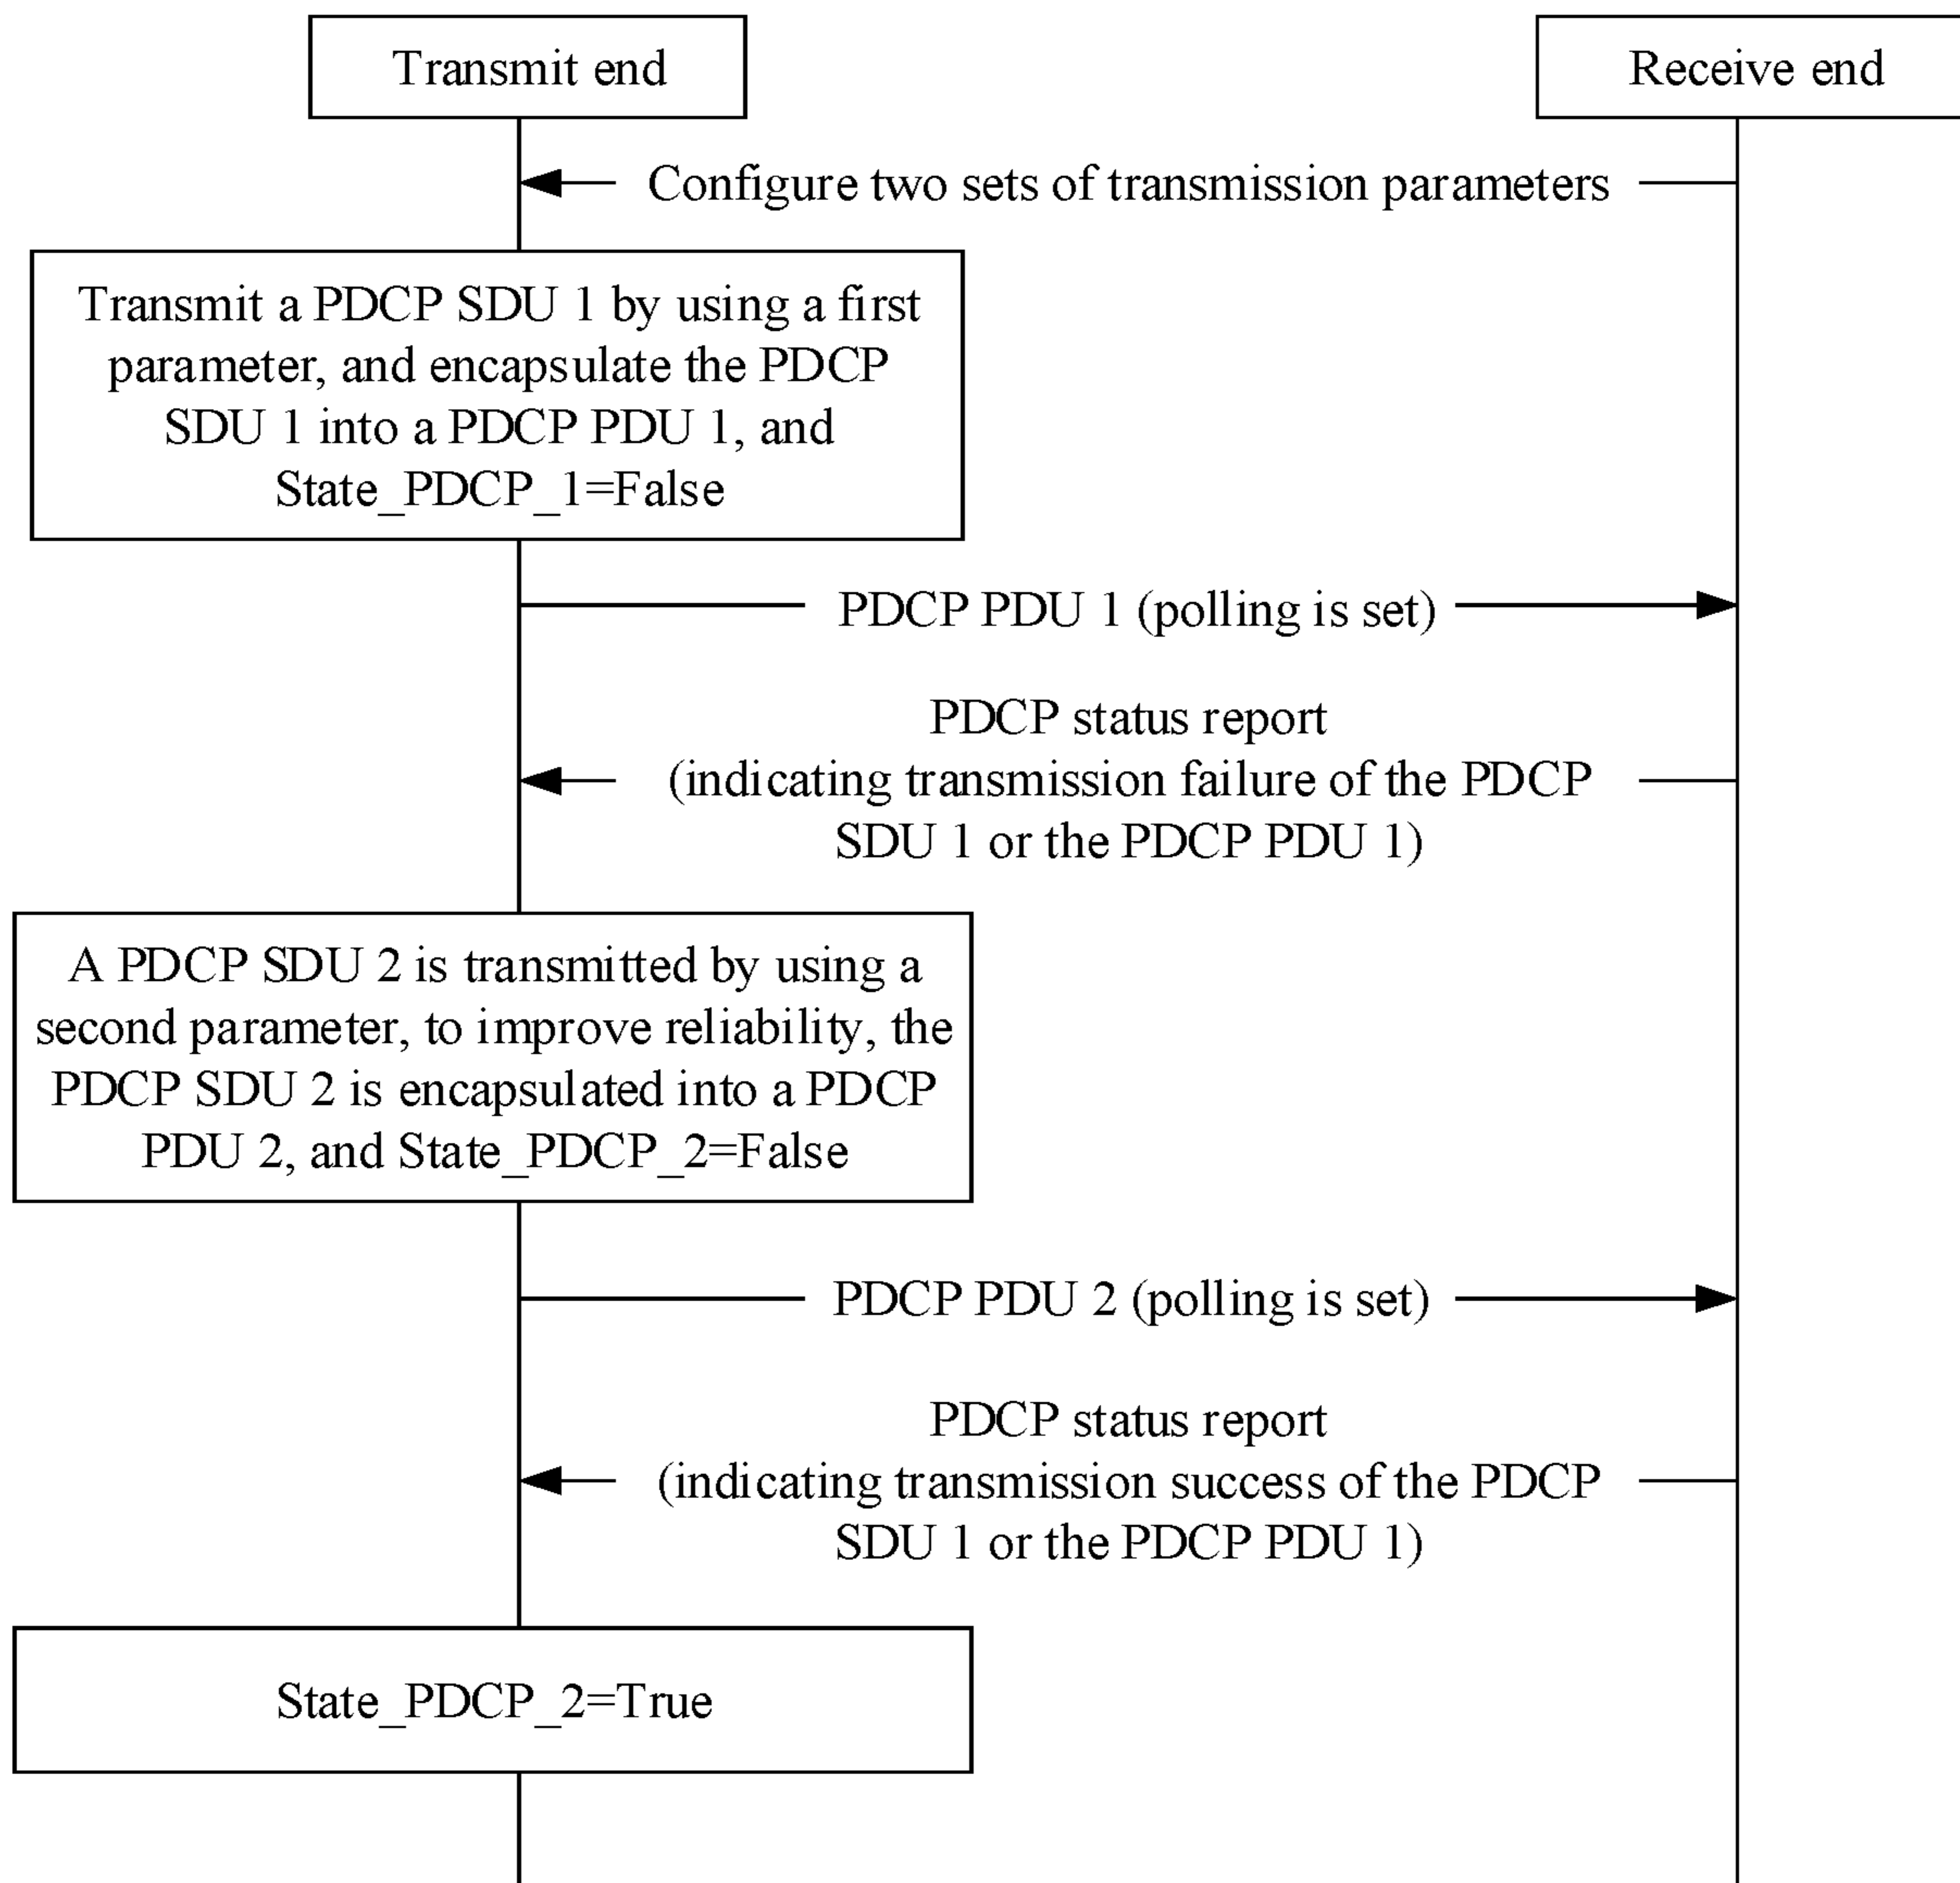 Transmit end
Receive end
Configure two sets of transmission parameters
Transmit a PDCP SDU 1 by using a first
parameter, and encapsulate the PDCP
SDU 1 into a PDCP PDU 1, and
State_PDCP_1=False
PDCP PDU 1 (polling is set)
PDCP status report
(indicating transmission failure of the PDCP
SDU 1 or the PDCP PDU 1)
A PDCP SDU 2 is transmitted by using a
second parameter, to improve reliability, the
PDCP SDU 2 is encapsulated into a PDCP
PDU 2, and State_PDCP_2=False
PDCP PDU 2 (polling is set)
PDCP status report
(indicating transmission success of the PDCP
SDU 1 or the PDCP PDU 1)
State_PDCP_2=True